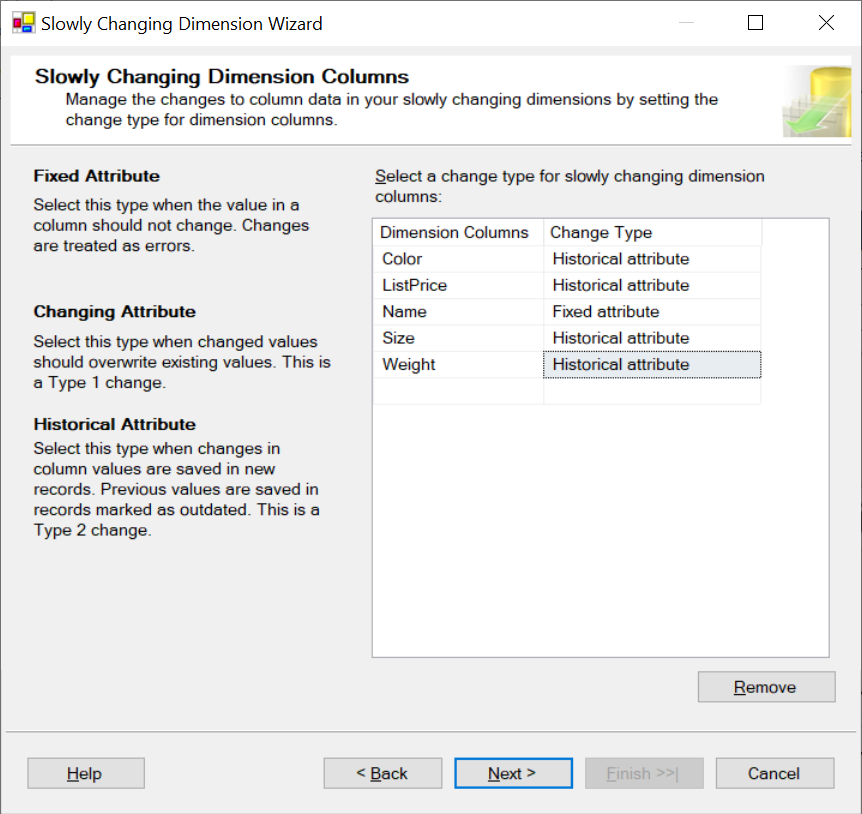 Slowly Changing Dimension Wizard
Slowly Changing Dimension Columns
Manage the changes to column data in your slowly changing dimensions by setting the
change type for dimension columns.
Fixed Attribute
Select this type when the value in a
column should not change. Changes
are treated as errors.
Changing Attribute
Select this type when changed values
should overwrite existing values. This is
a Type 1 change.
Historical Attribute
Select this type when changes in
column values are saved in new
records. Previous values are saved in
records marked as outdated. This is a
Type 2 change.
Select a change type for slowly changing dimension
columns:
Dimension Columns Change Type
Color Historical attribute
ListPrice Historical attribute
Name Fixed attribute
Size Historical attribute
Weight Historical attribute
Remove
Help < Back Next > Finish >>| Cancel